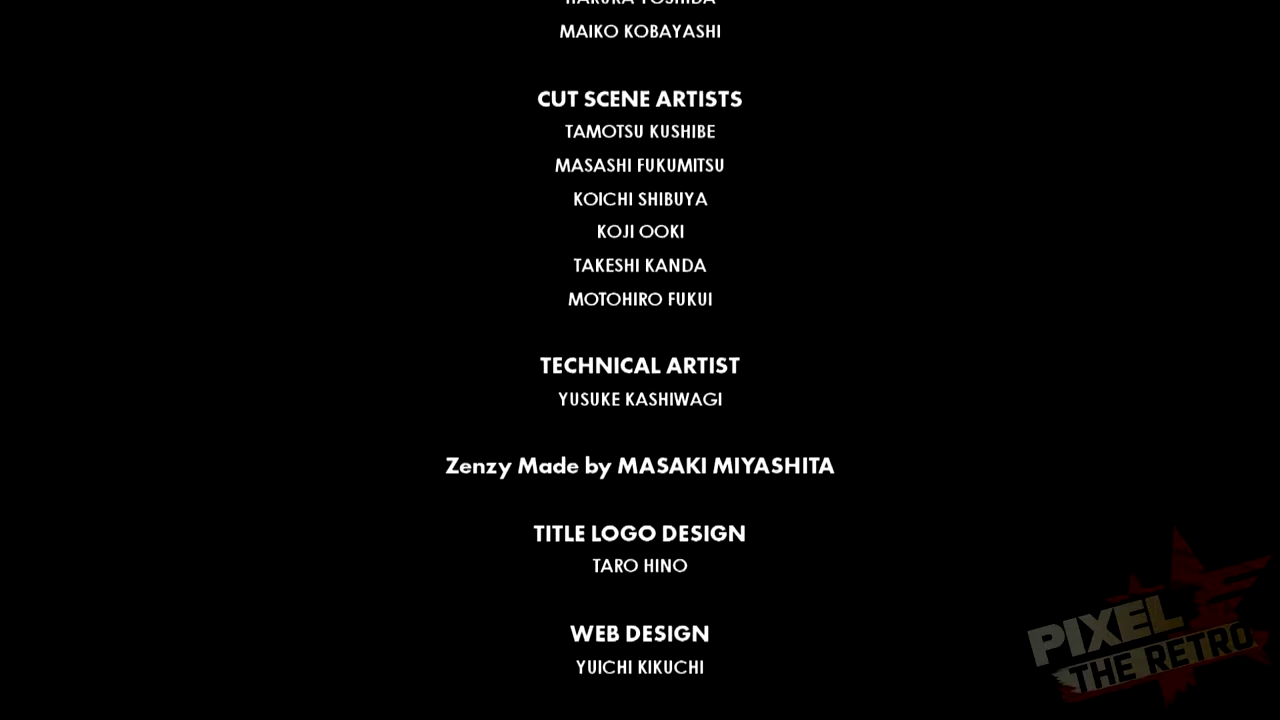 HARUKA YOSHIDA
MAIKO KOBAYASHI
CUT SCENE ARTISTS
TAMOTSU KUSHIBE
MASASHI FUKUMITSU
KOICHI SHIBUYA
KOJI OOKI
TAKESHI KANDA
MOTOHIRO FUKUI
TECHNICAL ARTIST
YUSUKE KASHIWAGI
Zenzy Made by MASAKI MIYASHITA
TITLE LOGO DESIGN
TARO HINO
WEB DESIGN
YUICHI KIKUCHI
PIXEL
THE RETRO